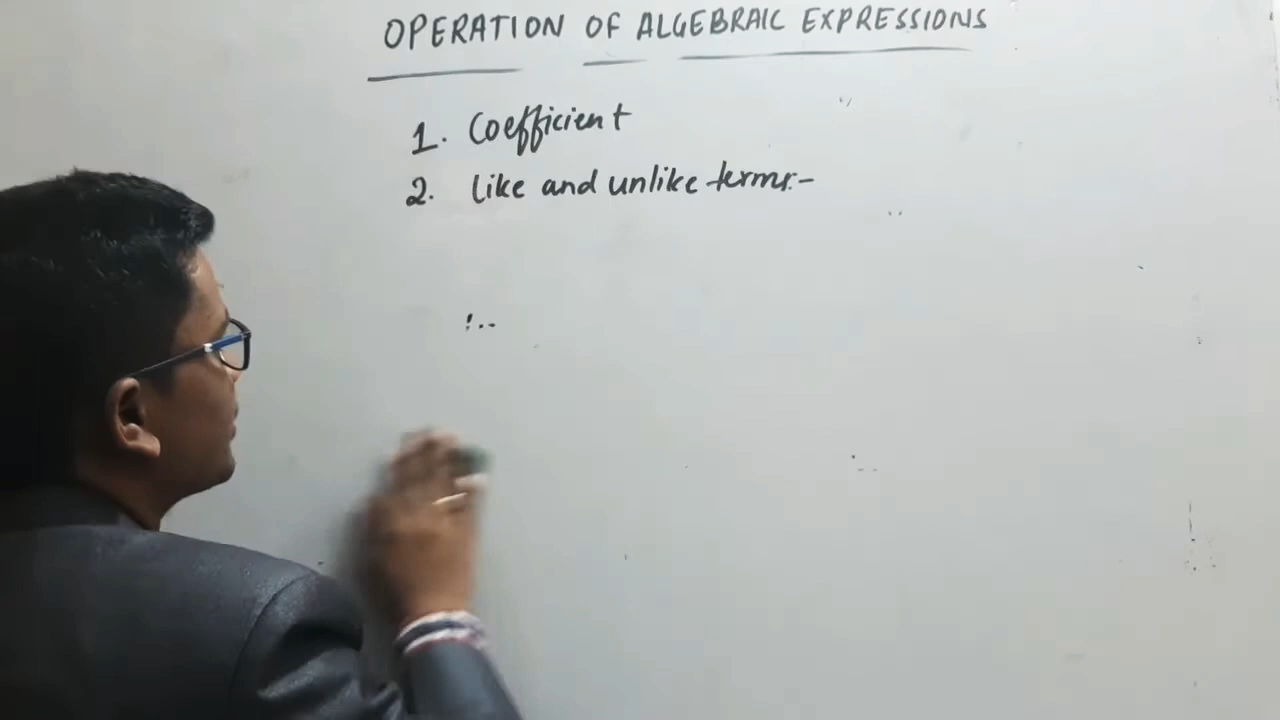 OPERATION OF ALGEBRAIC EXPRESSIONS
1. Coefficient
2. Like and unlike terms:-